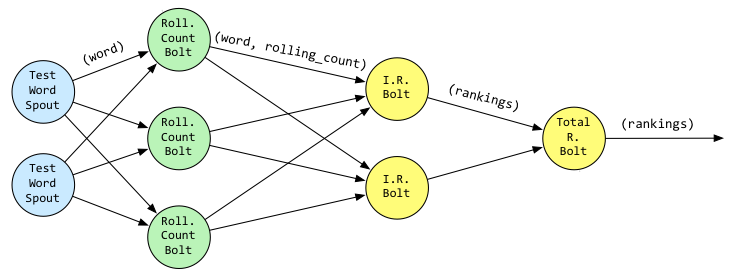 Test
Word
Spout
Test
Word
Spout
(word)
Roll.
Count
Bolt
Roll.
Count
Bolt
Roll.
Count
Bolt
(word, rolling_count)
I.R.
Bolt
I.R.
Bolt
(rankings)
Total
R.
Bolt
(rankings)